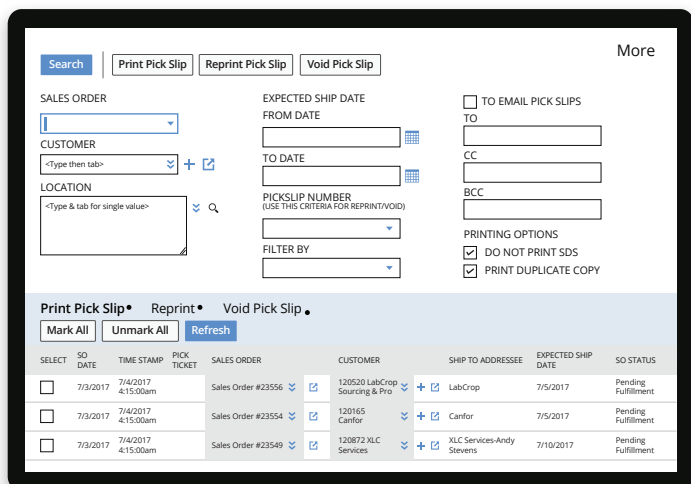 More
Search Print Pick Slip Reprint Pick Slip Void Pick Slip
SALES ORDER
CUSTOMER
<Type then tab>
LOCATION
<Type & tab for single value>
EXPECTED SHIP DATE
FROM DATE
TO DATE
PICKSLIP NUMBER
(USE THIS CRITERIA FOR REPRINT/VOID)
FILTER BY
TO EMAIL PICK SLIPS
TO
CC
BCC
PRINTING OPTIONS
DO NOT PRINT SDS
PRINT DUPLICATE COPY
Print Pick Slip• Reprint• Void Pick Slip•
Mark All Unmark All Refresh
SELECT SO DATE TIME STAMP PICK TICKET SALES ORDER CUSTOMER SHIP TO ADDRESSEE EXPECTED SHIP DATE SO STATUS
7/3/2017 7/4/2017 4:15:00am Sales Order #23556 120520 LabCrop Sourcing & Pro LabCrop 7/5/2017 Pending Fulfillment
7/3/2017 7/4/2017 4:15:00am Sales Order #23554 120165 Canfor Canfor 7/5/2017 Pending Fulfillment
7/3/2017 7/4/2017 4:15:00am Sales Order #23549 120872 XLC Services XLC Services-Andy Stevens 7/10/2017 Pending Fulfillment